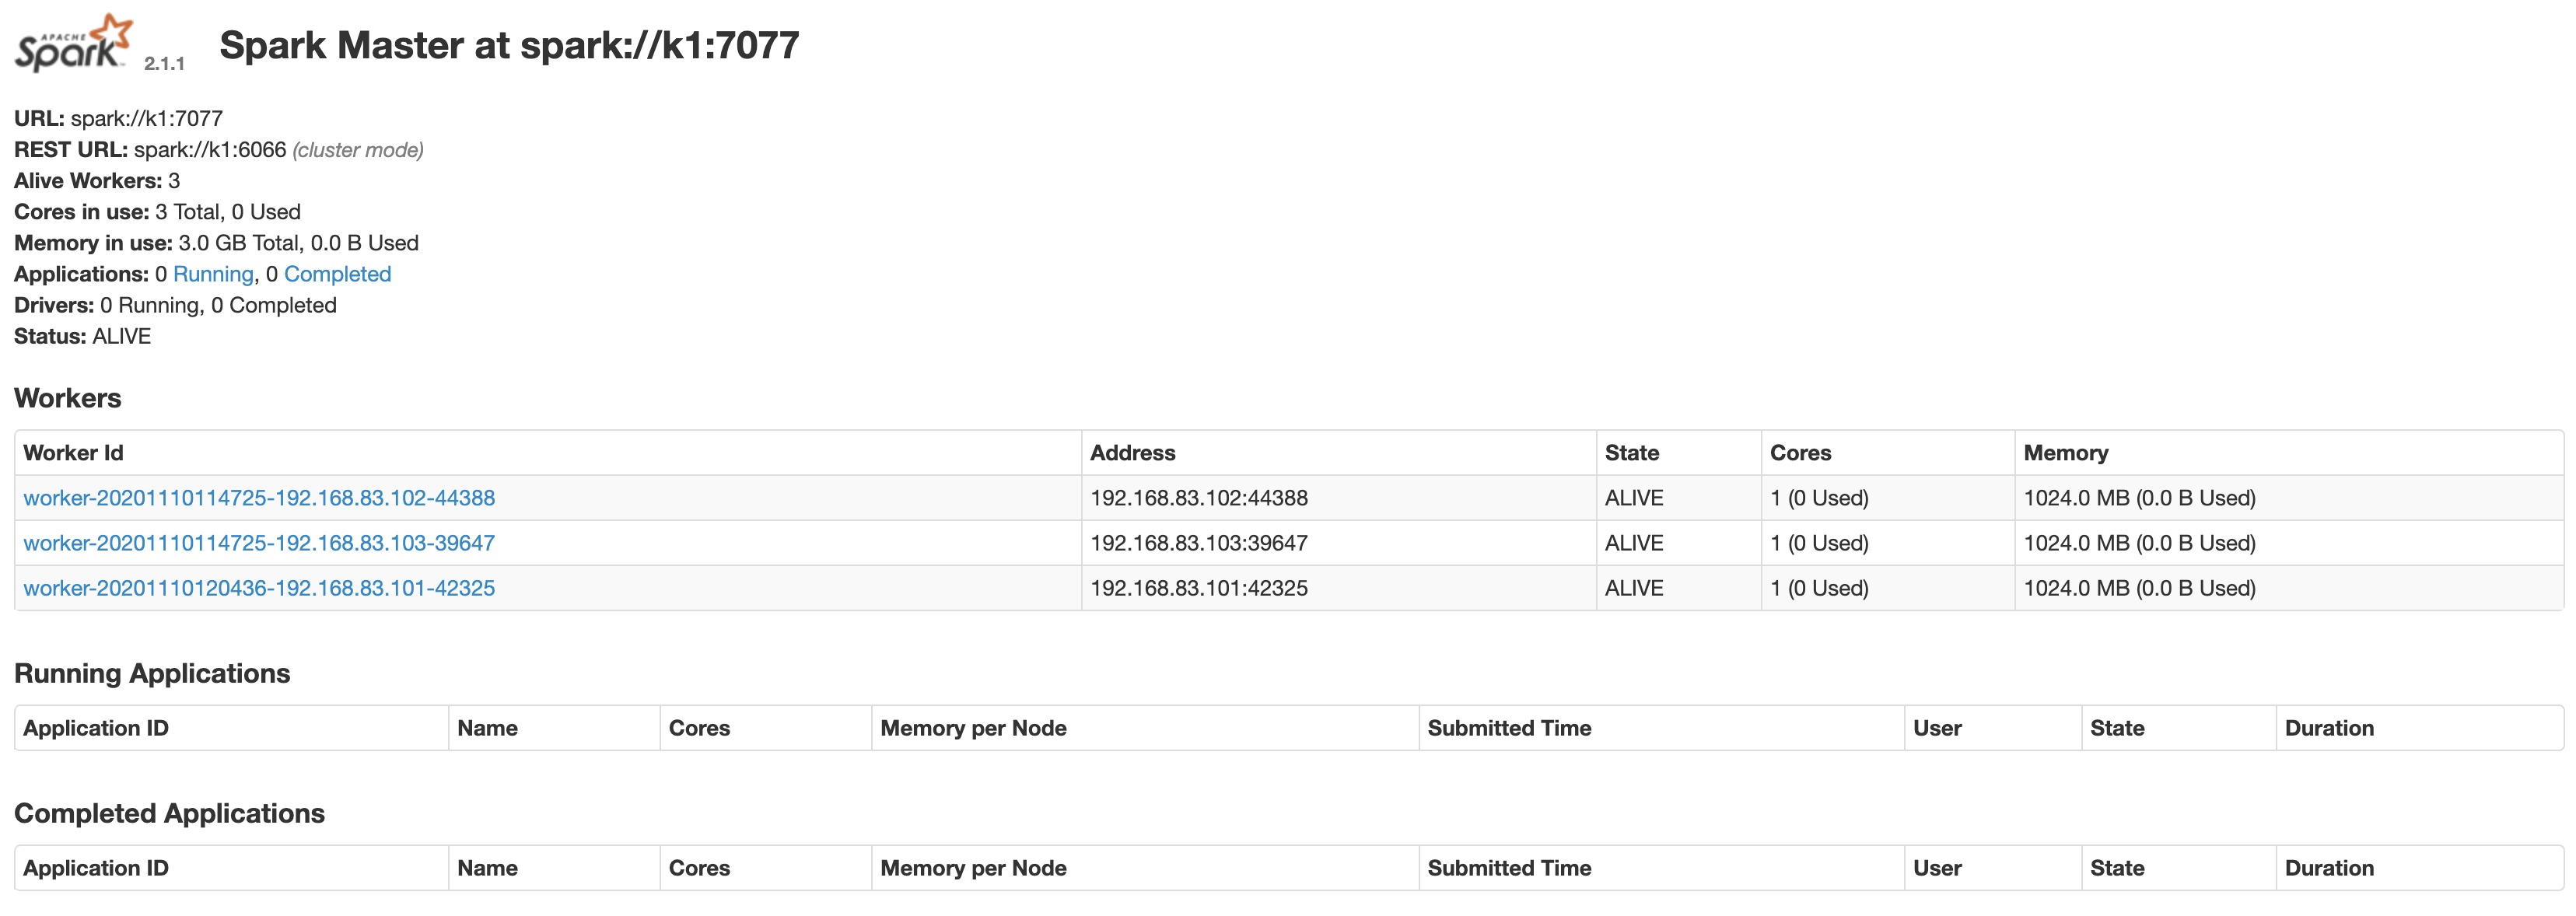 APACHE
Spark 2.1.1 Spark Master at spark://k1:7077
URL: spark://k1:7077
REST URL: spark://k1:6066 (cluster mode)
Alive Workers: 3
Cores in use: 3 Total, 0 Used
Memory in use: 3.0 GB Total, 0.0 B Used
Applications: 0 Running, 0 Completed
Drivers: 0 Running, 0 Completed
Status: ALIVE
Workers
Worker Id Address State Cores Memory
worker-20201110114725-192.168.83.102-44388 192.168.83.102:44388 ALIVE 1 (0 Used) 1024.0 MB (0.0 B Used)
worker-20201110114725-192.168.83.103-39647 192.168.83.103:39647 ALIVE 1 (0 Used) 1024.0 MB (0.0 B Used)
worker-20201110120436-192.168.83.101-42325 192.168.83.101:42325 ALIVE 1 (0 Used) 1024.0 MB (0.0 B Used)
Running Applications
Application ID Name Cores Memory per Node Submitted Time User State Duration
Completed Applications
Application ID Name Cores Memory per Node Submitted Time User State Duration